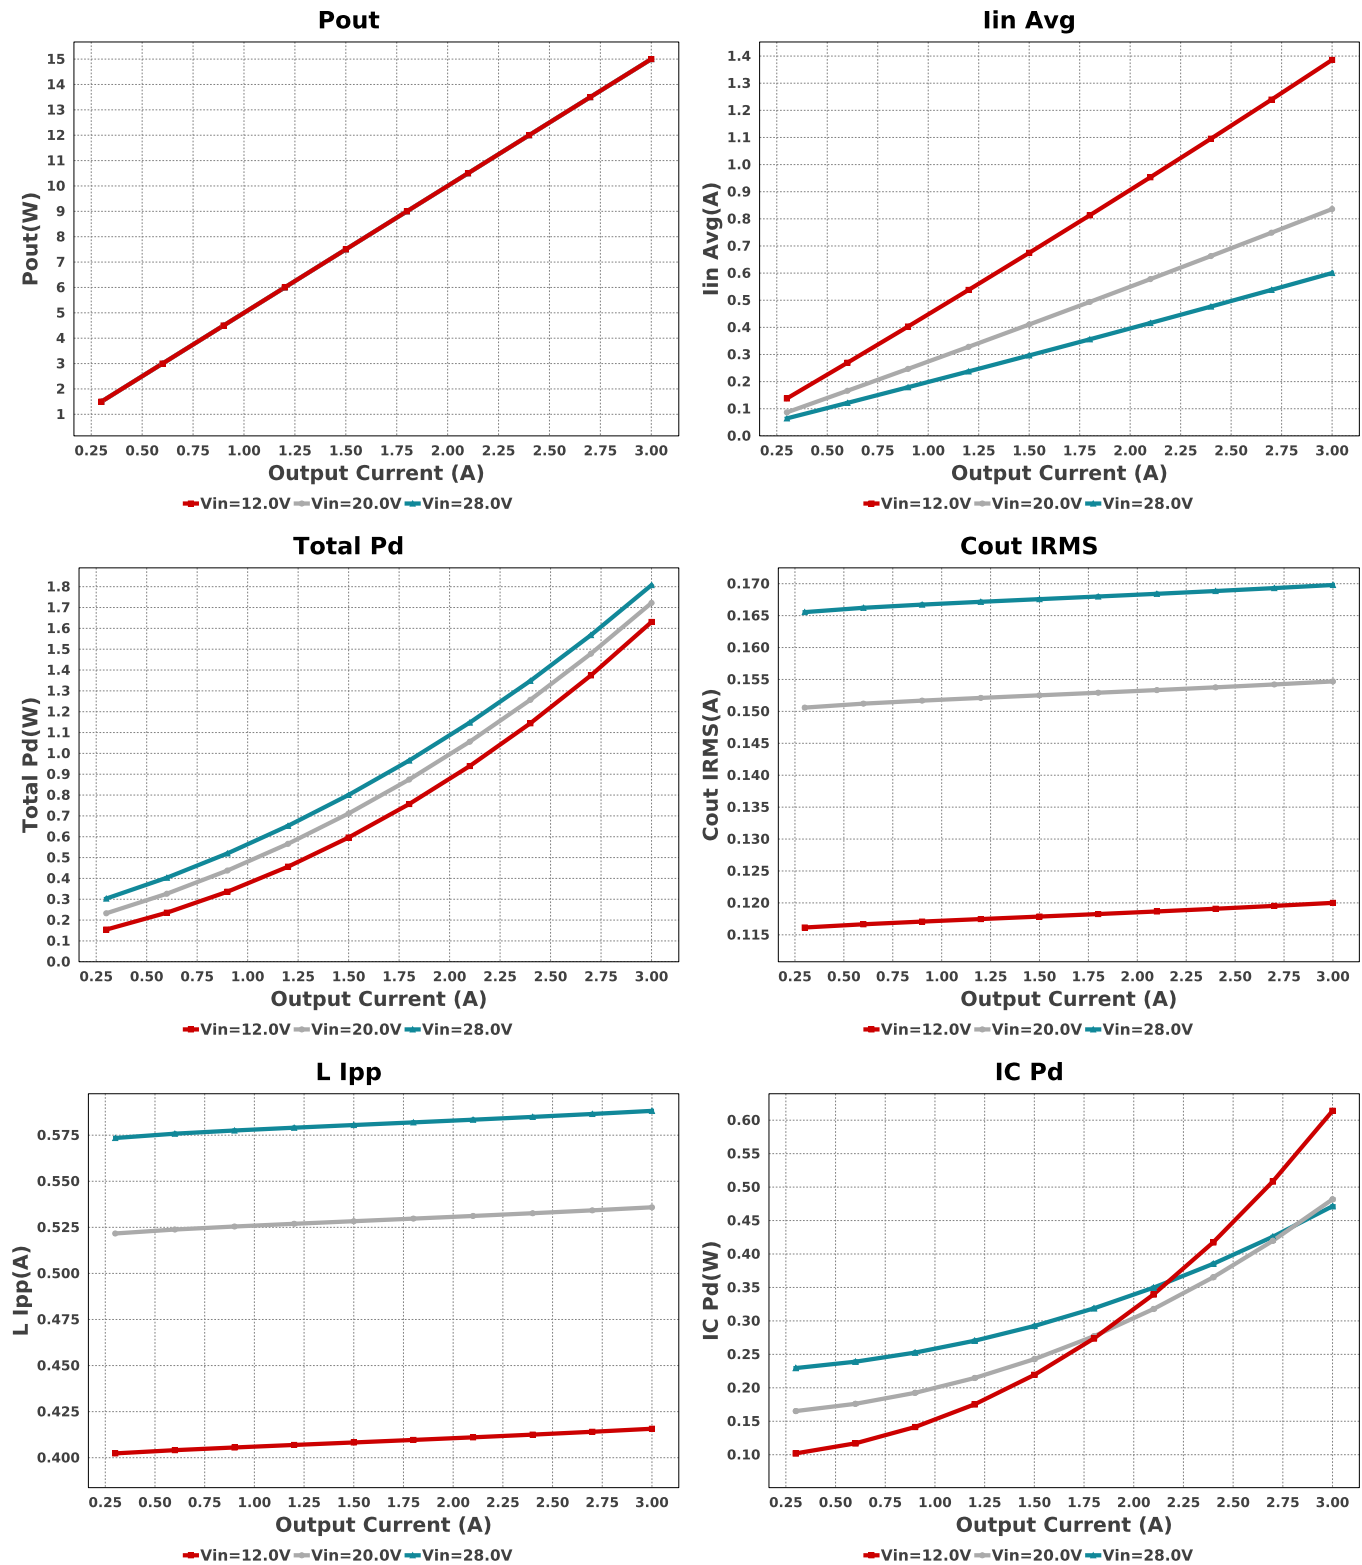 Pout
Pout(W)
15
14
13
12
11
10
9
8
7
6
5
4
3
2
1
0.25 0.50 0.75 1.00 1.25 1.50 1.75 2.00 2.25 2.50 2.75 3.00
Output Current (A)
Vin=12.0V Vin=20.0V Vin=28.0V
Iin Avg
Iin Avg(A)
1.4
1.3
1.2
1.1
1.0
0.9
0.8
0.7
0.6
0.5
0.4
0.3
0.2
0.1
0.0
0.25 0.50 0.75 1.00 1.25 1.50 1.75 2.00 2.25 2.50 2.75 3.00
Output Current (A)
Vin=12.0V Vin=20.0V Vin=28.0V
Total Pd
Total Pd(W)
1.8
1.7
1.6
1.5
1.4
1.3
1.2
1.1
1.0
0.9
0.8
0.7
0.6
0.5
0.4
0.3
0.2
0.1
0.0
0.25 0.50 0.75 1.00 1.25 1.50 1.75 2.00 2.25 2.50 2.75 3.00
Output Current (A)
Vin=12.0V Vin=20.0V Vin=28.0V
Cout IRMS
Cout IRMS(A)
0.170
0.165
0.160
0.155
0.150
0.145
0.140
0.135
0.130
0.125
0.120
0.115
0.25 0.50 0.75 1.00 1.25 1.50 1.75 2.00 2.25 2.50 2.75 3.00
Output Current (A)
Vin=12.0V Vin=20.0V Vin=28.0V
L Ipp
L Ipp(A)
0.575
0.550
0.525
0.500
0.475
0.450
0.425
0.400
0.25 0.50 0.75 1.00 1.25 1.50 1.75 2.00 2.25 2.50 2.75 3.00
Output Current (A)
Vin=12.0V Vin=20.0V Vin=28.0V
IC Pd
IC Pd(W)
0.60
0.55
0.50
0.45
0.40
0.35
0.30
0.25
0.20
0.15
0.10
0.25 0.50 0.75 1.00 1.25 1.50 1.75 2.00 2.25 2.50 2.75 3.00
Output Current (A)
Vin=12.0V Vin=20.0V Vin=28.0V